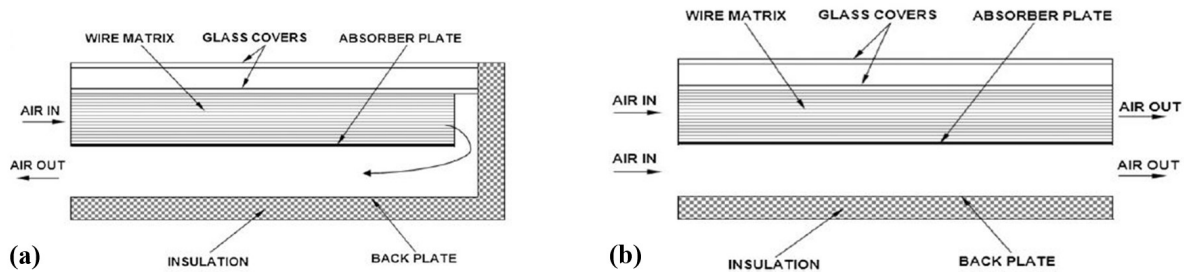 WIRE MATRIX
GLASS COVERS
ABSORBER PLATE
AIR IN
AIR OUT
INSULATION
BACK PLATE
(a)
WIRE MATRIX
GLASS COVERS
ABSORBER PLATE
AIR IN
AIR OUT
AIR IN
AIR OUT
INSULATION
BACK PLATE
(b)